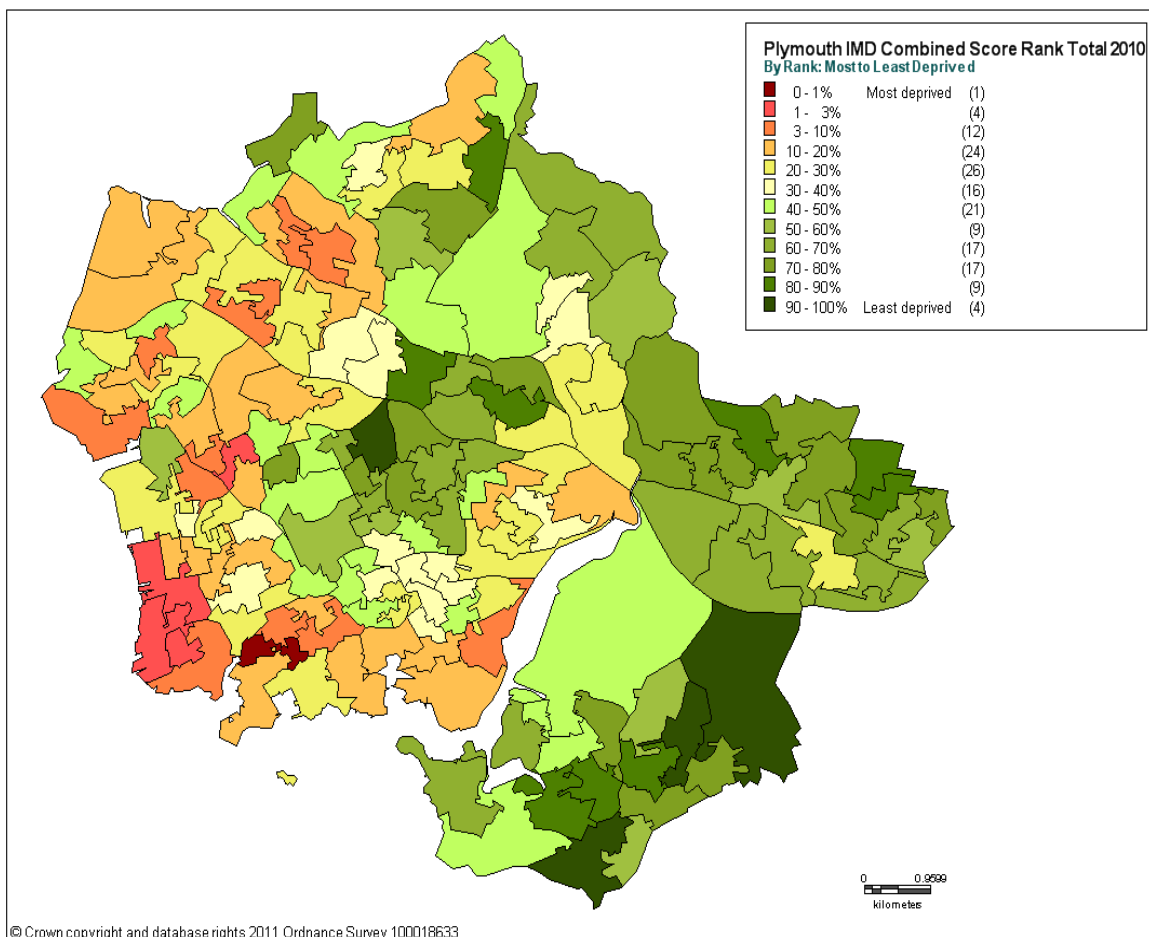 Plymouth IMD Combined Score Rank Total 2010
By Rank: Most to Least Deprived
0 - 1% Most deprived (1)
1 - 3% (4)
3 - 10% (12)
10 - 20% (24)
20 - 30% (26)
30 - 40% (16)
40 - 50% (21)
50 - 60% (9)
60 - 70% (17)
70 - 80% (17)
80 - 90% (9)
90 - 100% Least deprived (4)
0 0.9599
kilometers
© Crown copyright and database rights 2011 Ordnance Survey 100018633